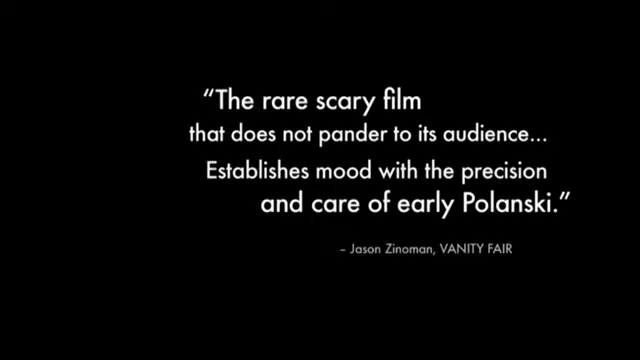 “The rare scary film
that does not pander to its audience...
Establishes mood with the precision
and care of early Polanski.”
– Jason Zinoman, VANITY FAIR